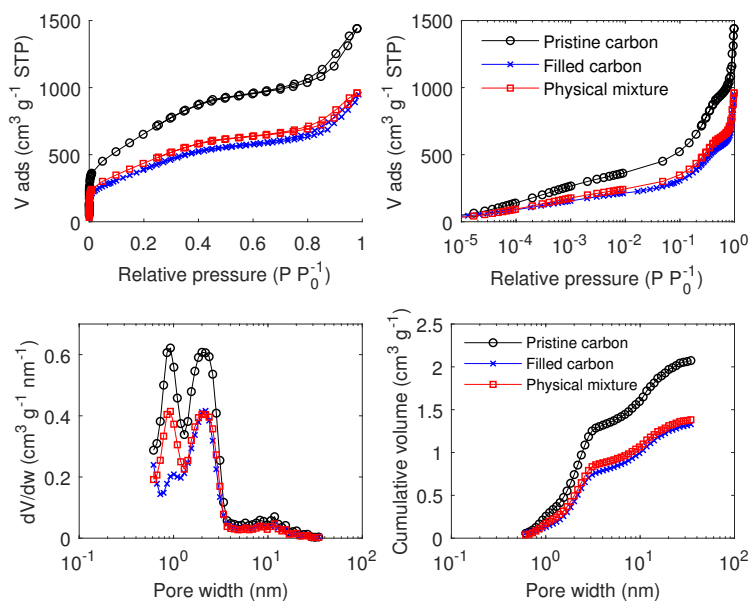 1500
1000
500
0
0
0.2
0.4
0.6
0.8
1
V ads (cm³ g⁻¹ STP)
Relative pressure (P P₀⁻¹)
1500
1000
500
0
10⁻⁵
10⁻⁴
10⁻³
10⁻²
10⁻¹
10⁰
V ads (cm³ g⁻¹ STP)
Relative pressure (P P₀⁻¹)
Pristine carbon
Filled carbon
Physical mixture
0.6
0.4
0.2
0
10⁻¹
10⁰
10¹
10²
dV/dw (cm³ g⁻¹ nm⁻¹)
Pore width (nm)
2.5
2
1.5
1
0.5
0
10⁻¹
10⁰
10¹
10²
Cumulative volume (cm³ g⁻¹)
Pore width (nm)
Pristine carbon
Filled carbon
Physical mixture